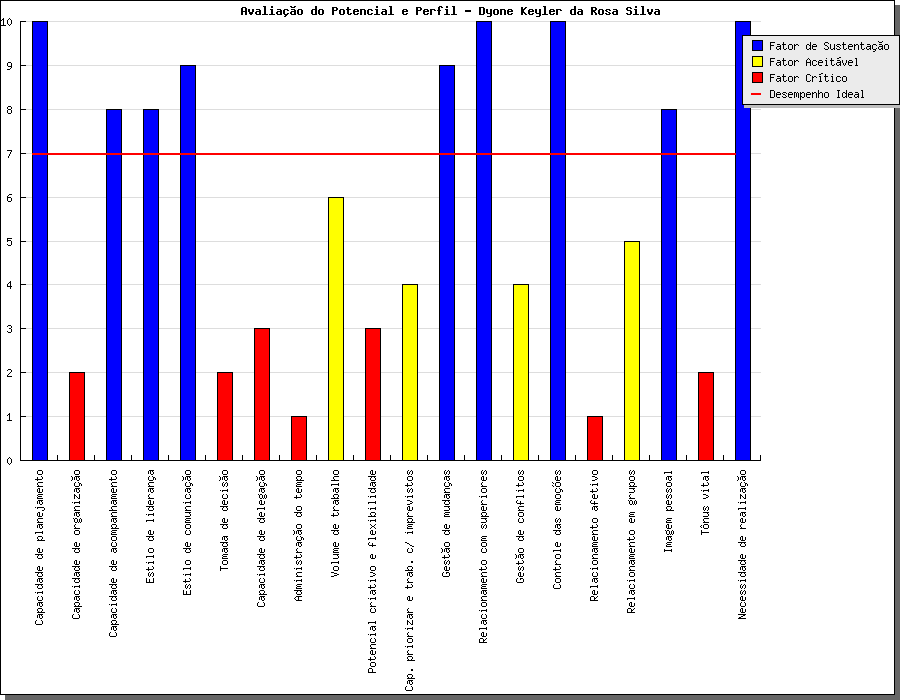 Avaliação do Potencial e Perfil - Dyone Keyler da Rosa Silva
Fator de Sustentação
Fator Aceitável
Fator Crítico
Desempenho Ideal
10
9
8
7
6
5
4
3
2
1
0
Capacidade de planejamento
Capacidade de organização
Capacidade de acompanhamento
Estilo de liderança
Estilo de comunicação
Tomada de decisão
Capacidade de delegação
Administração do tempo
Volume de trabalho
Potencial criativo e flexibilidade
Cap. priorizar e trab. c/ imprevistos
Gestão de mudanças
Relacionamento com superiores
Gestão de conflitos
Controle das emoções
Relacionamento afetivo
Relacionamento em grupos
Imagem pessoal
Tônus vital
Necessidade de realização